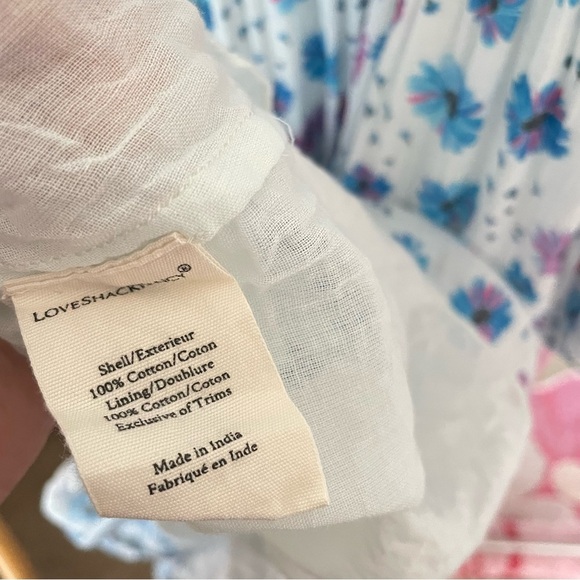 LOVESHACKFANCY®
Shell/Exterieur
100% Cotton/Coton
Lining/Doublure
100% Cotton/Coton
Exclusive of Trims
Made in India
Fabriqué en Inde